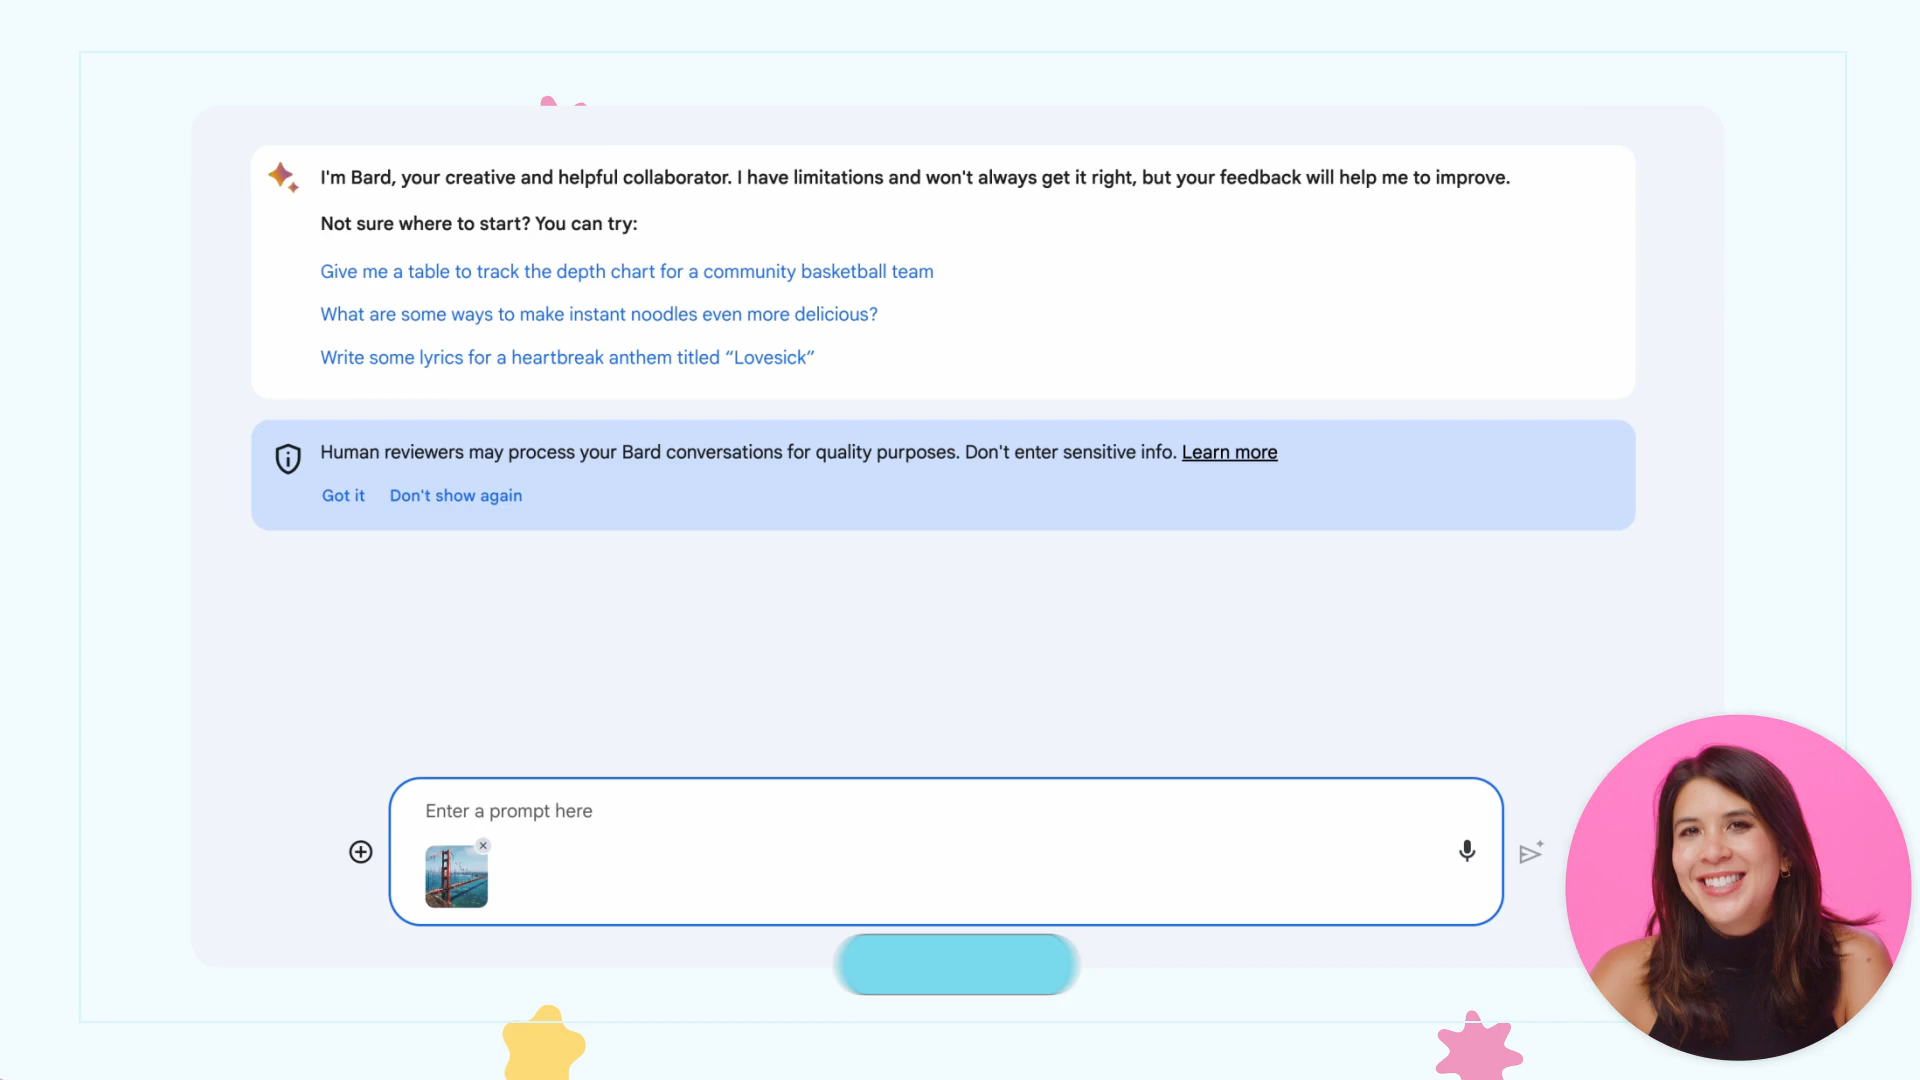 I'm Bard, your creative and helpful collaborator. I have limitations and won't always get it right, but your feedback will help me to improve.
Not sure where to start? You can try:
Give me a table to track the depth chart for a community basketball team
What are some ways to make instant noodles even more delicious?
Write some lyrics for a heartbreak anthem titled “Lovesick”
Human reviewers may process your Bard conversations for quality purposes. Don't enter sensitive info. Learn more
Got it Don't show again
Enter a prompt here